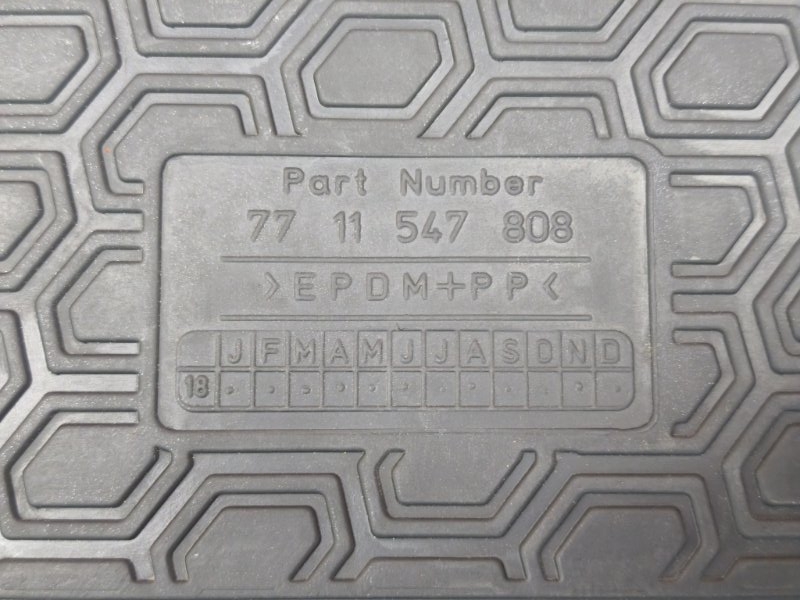 Part Number
77 11 547 808
>EPDM+PP<
J F M A M J J A S O N D
18